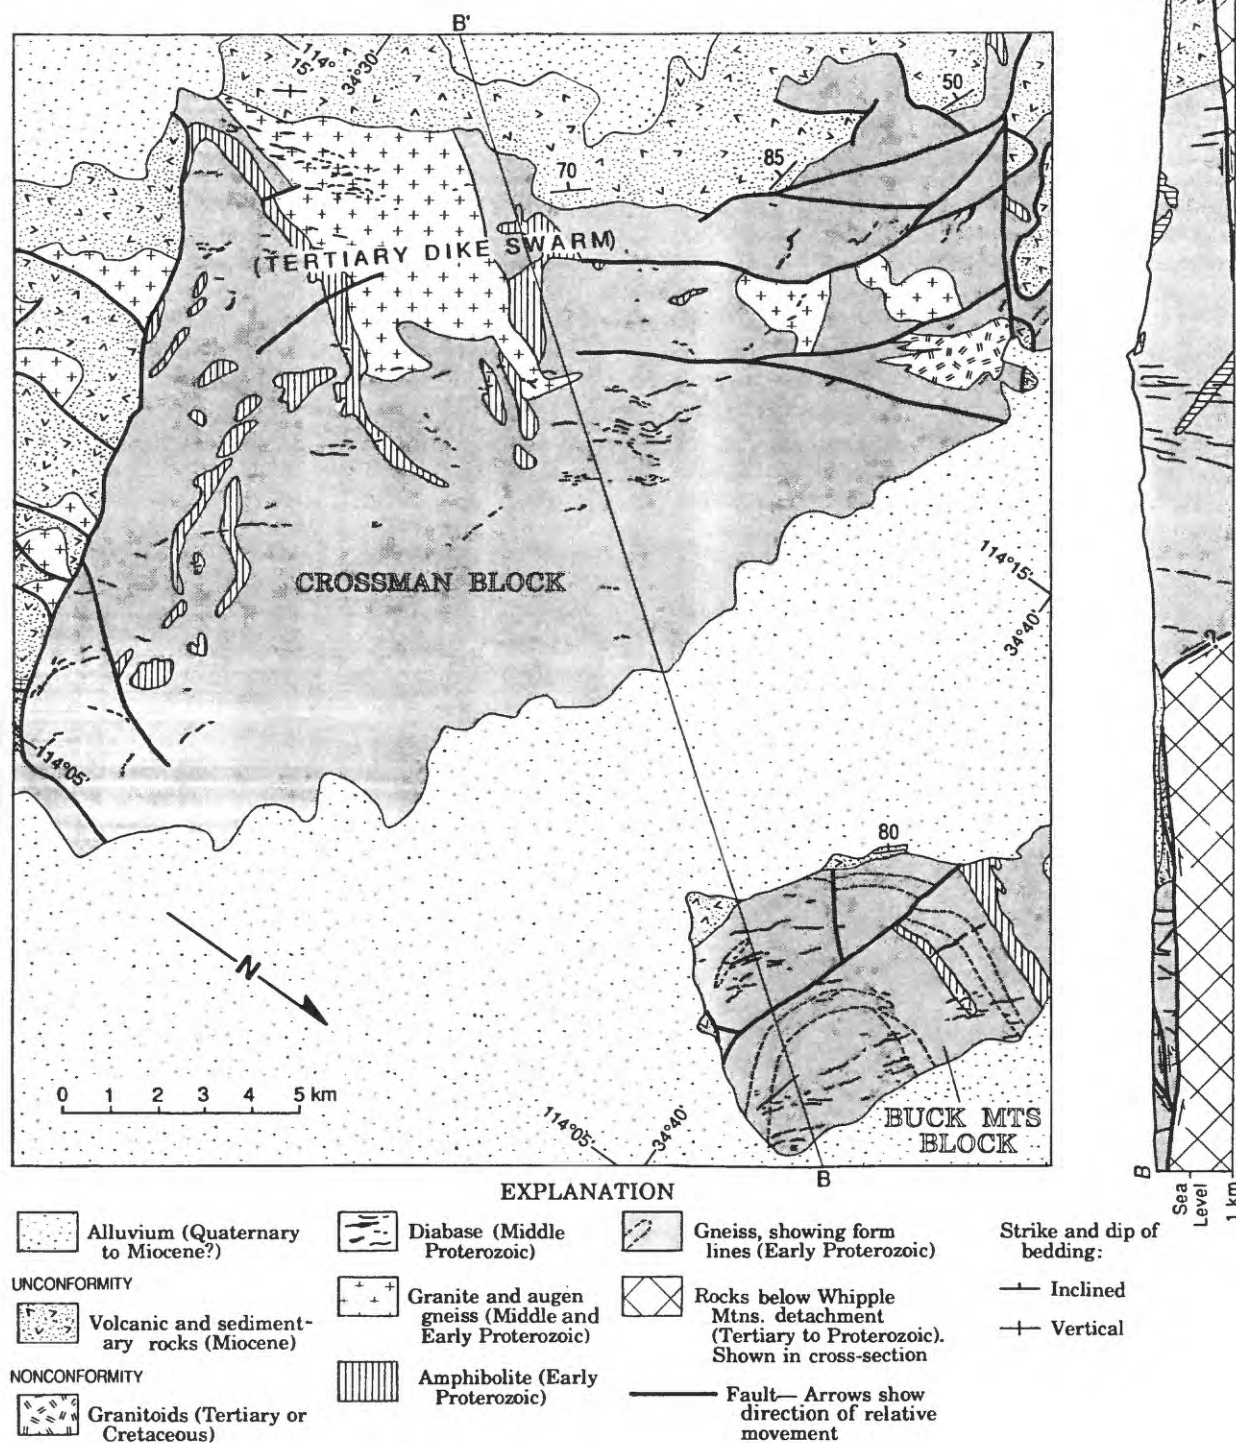 B'
114°
15'
34°30'
50
85
70
(TERTIARY DIKE SWARM)
CROSSMAN BLOCK
114°15'
34°40'
114°05'
80
N
0 1 2 3 4 5 km
114°05'
34°40'
BUCK MTS
BLOCK
B
?
B
Sea
Level
1 km
EXPLANATION
Alluvium (Quaternary
to Miocene?)
UNCONFORMITY
Volcanic and sediment-
ary rocks (Miocene)
NONCONFORMITY
Granitoids (Tertiary or
Cretaceous)
Diabase (Middle
Proterozoic)
Granite and augen
gneiss (Middle and
Early Proterozoic)
Amphibolite (Early
Proterozoic)
Gneiss, showing form
lines (Early Proterozoic)
Rocks below Whipple
Mtns. detachment
(Tertiary to Proterozoic).
Shown in cross-section
Fault— Arrows show
direction of relative
movement
Strike and dip of
bedding:
Inclined
Vertical